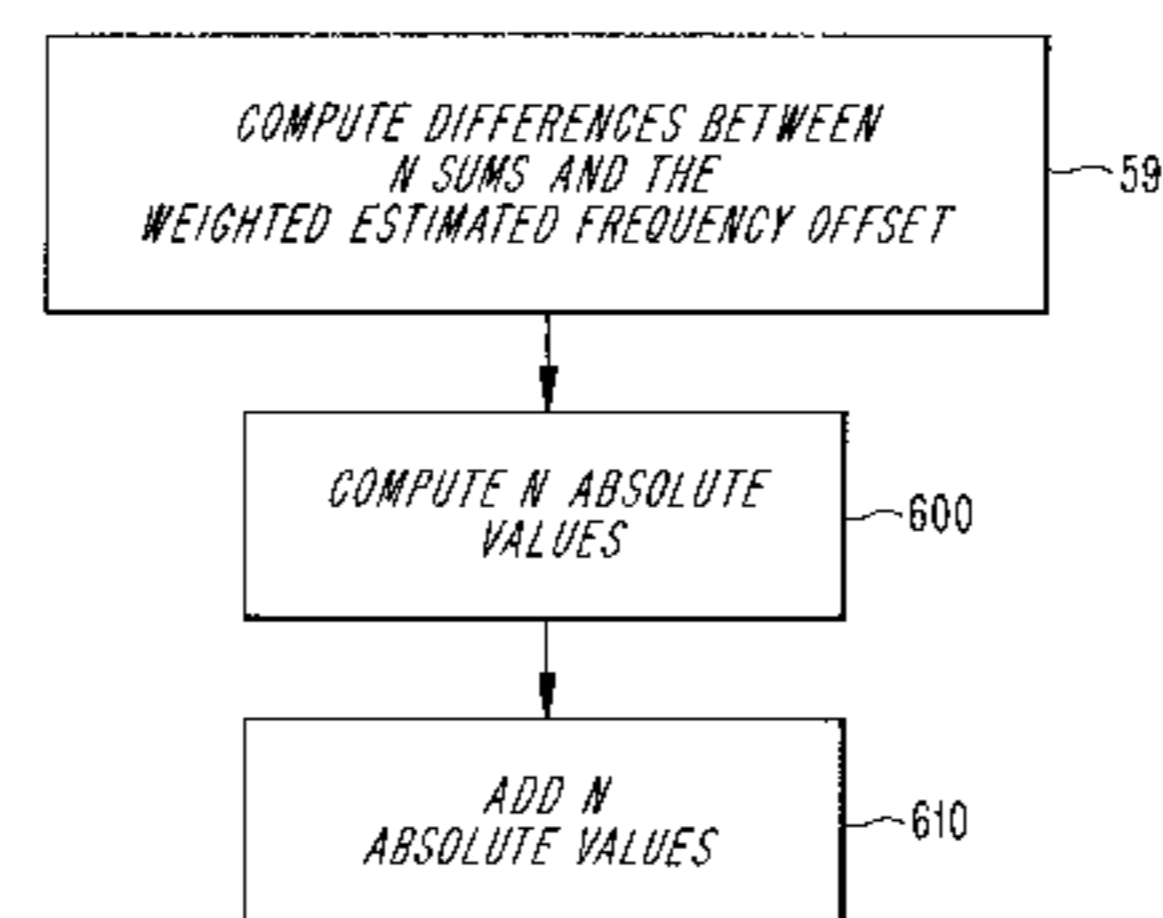 COMPUTE DIFFERENCES BETWEEN
N SUMS AND THE
WEIGHTED ESTIMATED FREQUENCY OFFSET
59
COMPUTE N ABSOLUTE
VALUES
600
ADD N
ABSOLUTE VALUES
610